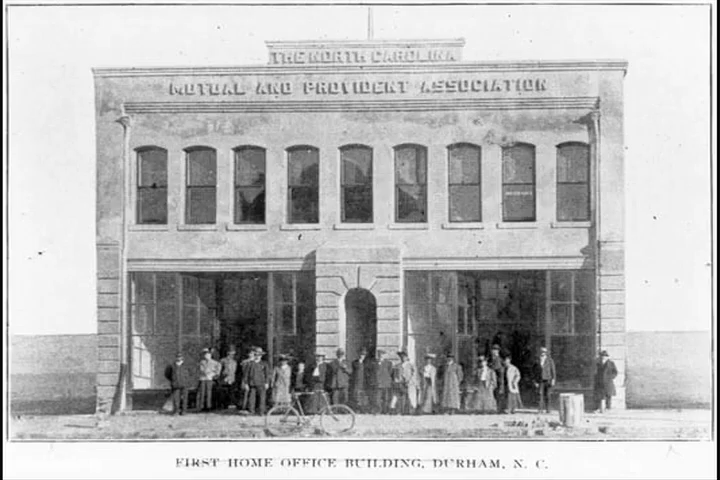 THE NORTH CAROLINA
MUTUAL AND PROVIDENT ASSOCIATION
FIRST HOME OFFICE BUILDING, DURHAM, N. C.